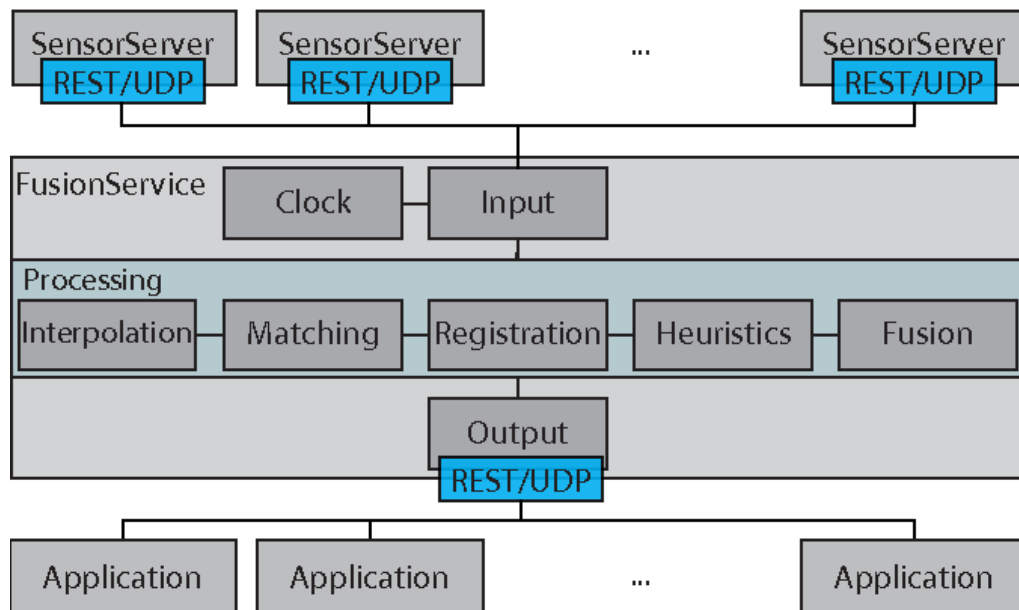 SensorServer SensorServer ... SensorServer
REST/UDP REST/UDP REST/UDP
FusionService
Clock Input
Processing
Interpolation Matching Registration Heuristics Fusion
Output
REST/UDP
Application Application ... Application